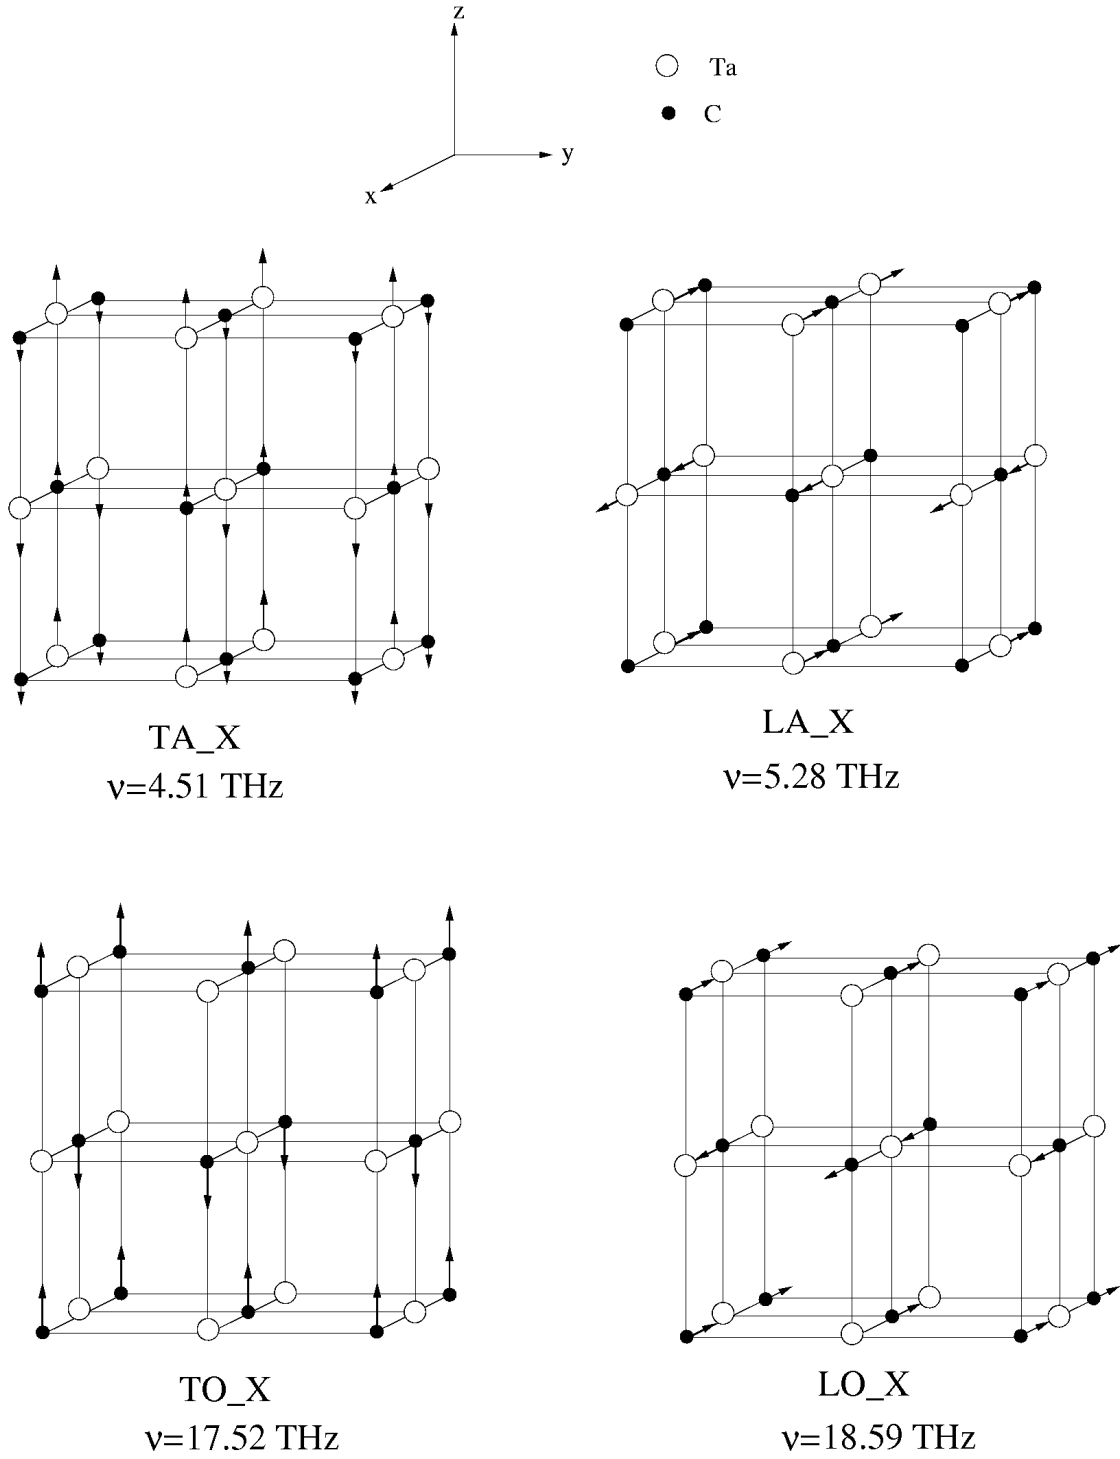 z
Ta
C
y
x
TA_X
ν=4.51 THz
LA_X
ν=5.28 THz
TO_X
ν=17.52 THz
LO_X
ν=18.59 THz